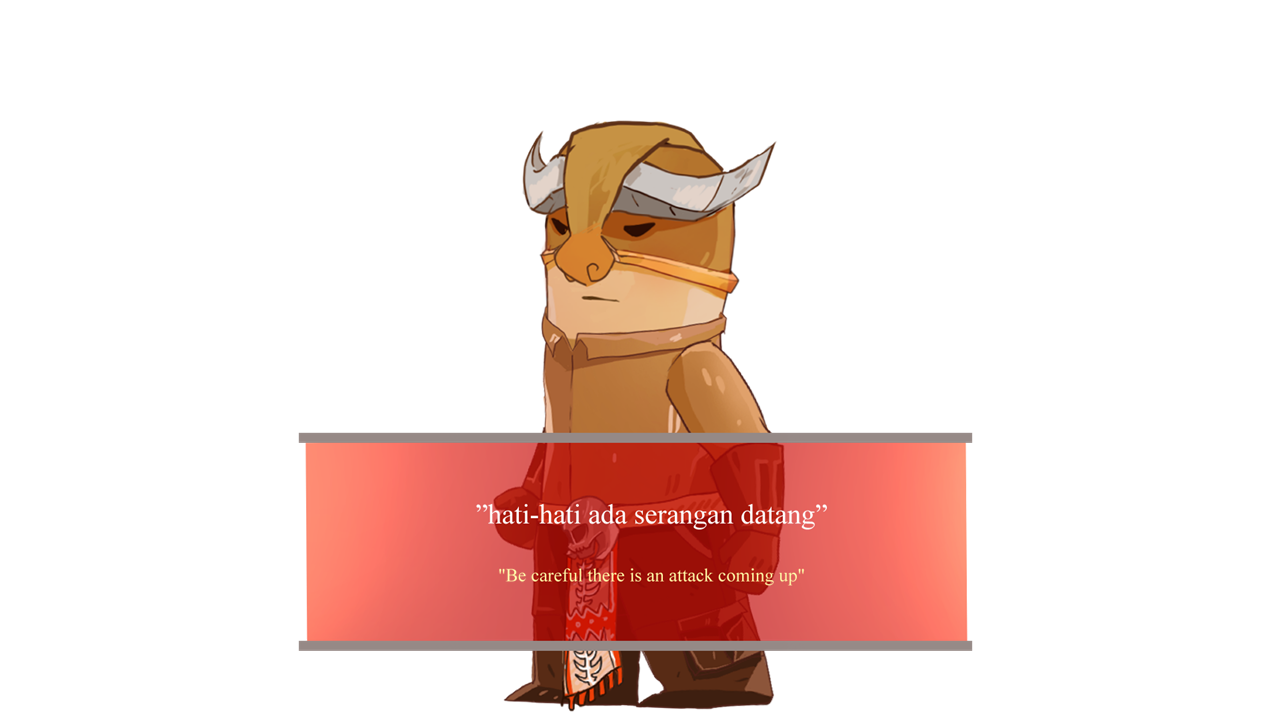 ”hati-hati ada serangan datang”
"Be careful there is an attack coming up"